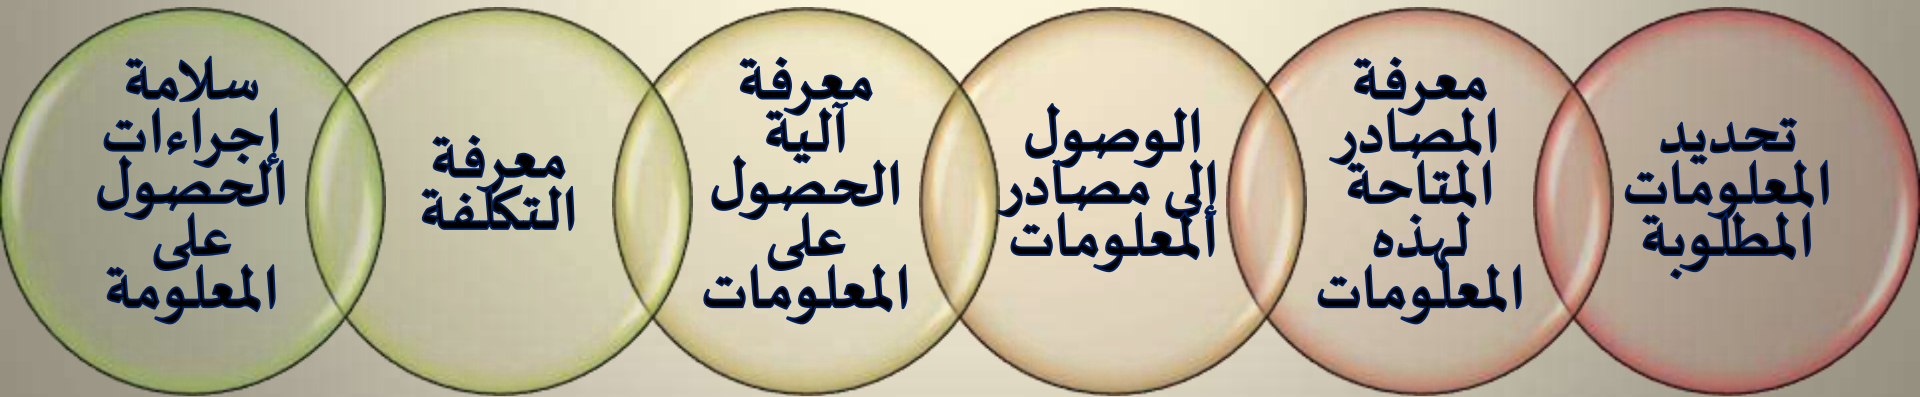 تحديد
المعلومات
المطلوبة
معرفة
المصادر
المتاحة
لهذه
المعلومات
الوصول
إلى مصادر
المعلومات
معرفة
آلية
الحصول
على
المعلومات
معرفة
التكلفة
سلامة
إجراءات
الحصول
على
المعلومة